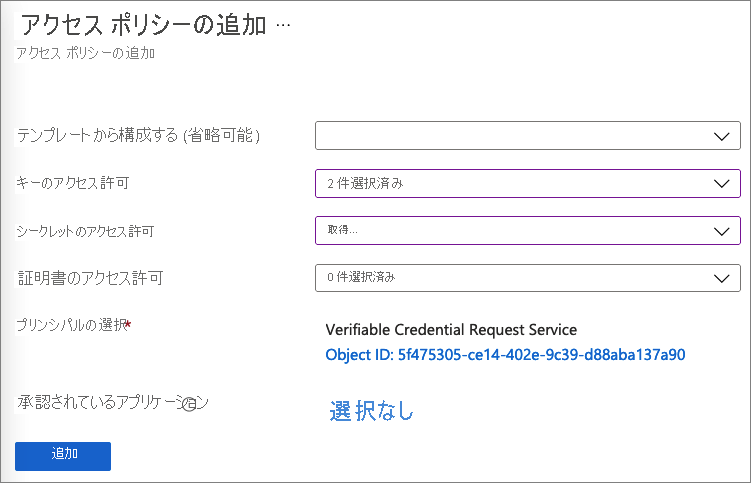 アクセス ポリシーの追加 …
アクセス ポリシーの追加
テンプレートから構成する (省略可能)
キーのアクセス許可 2 件選択済み
シークレットのアクセス許可 取得...
証明書のアクセス許可 0 件選択済み
プリンシパルの選択* Verifiable Credential Request Service
Object ID: 5f475305-ce14-402e-9c39-d88aba137a90
承認されているアプリケーション 選択なし
追加